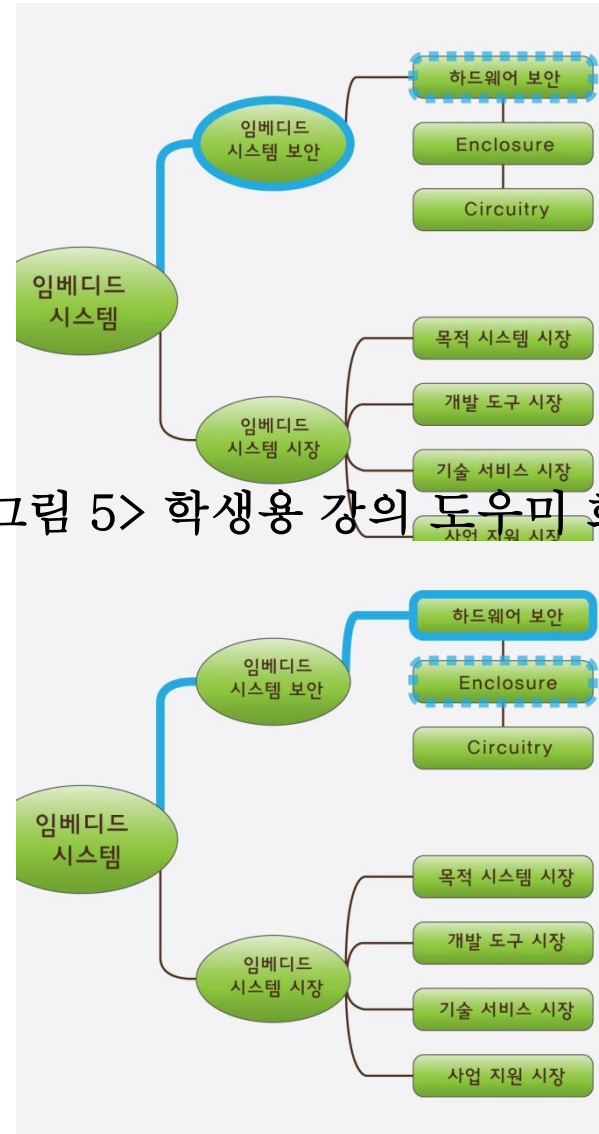 임베디드
시스템 보안
하드웨어 보안
Enclosure
Circuitry
임베디드
시스템
임베디드
시스템 시장
목적 시스템 시장
개발 도구 시장
기술 서비스 시장
사업 지원 시장
그림 5> 학생용 강의 도우미
임베디드
시스템 보안
하드웨어 보안
Enclosure
Circuitry
임베디드
시스템
임베디드
시스템 시장
목적 시스템 시장
개발 도구 시장
기술 서비스 시장
사업 지원 시장